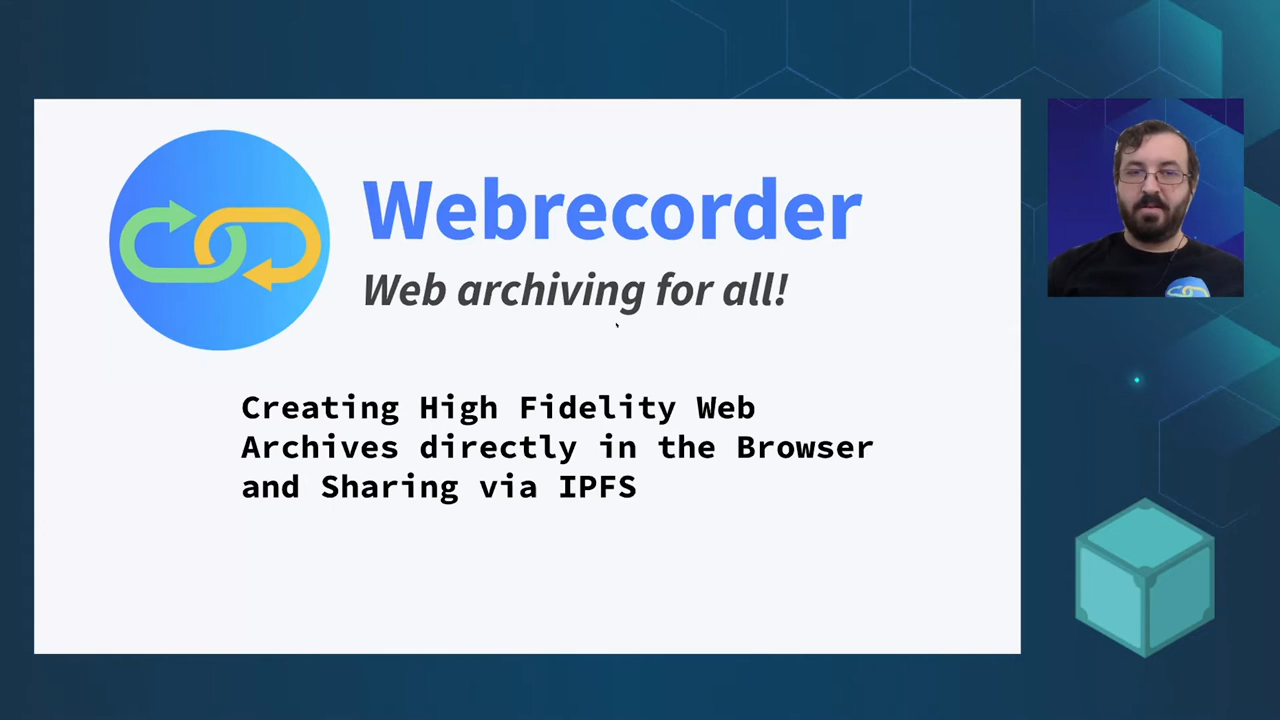 Webrecorder
Web archiving for all!
Creating High Fidelity Web
Archives directly in the Browser
and Sharing via IPFS